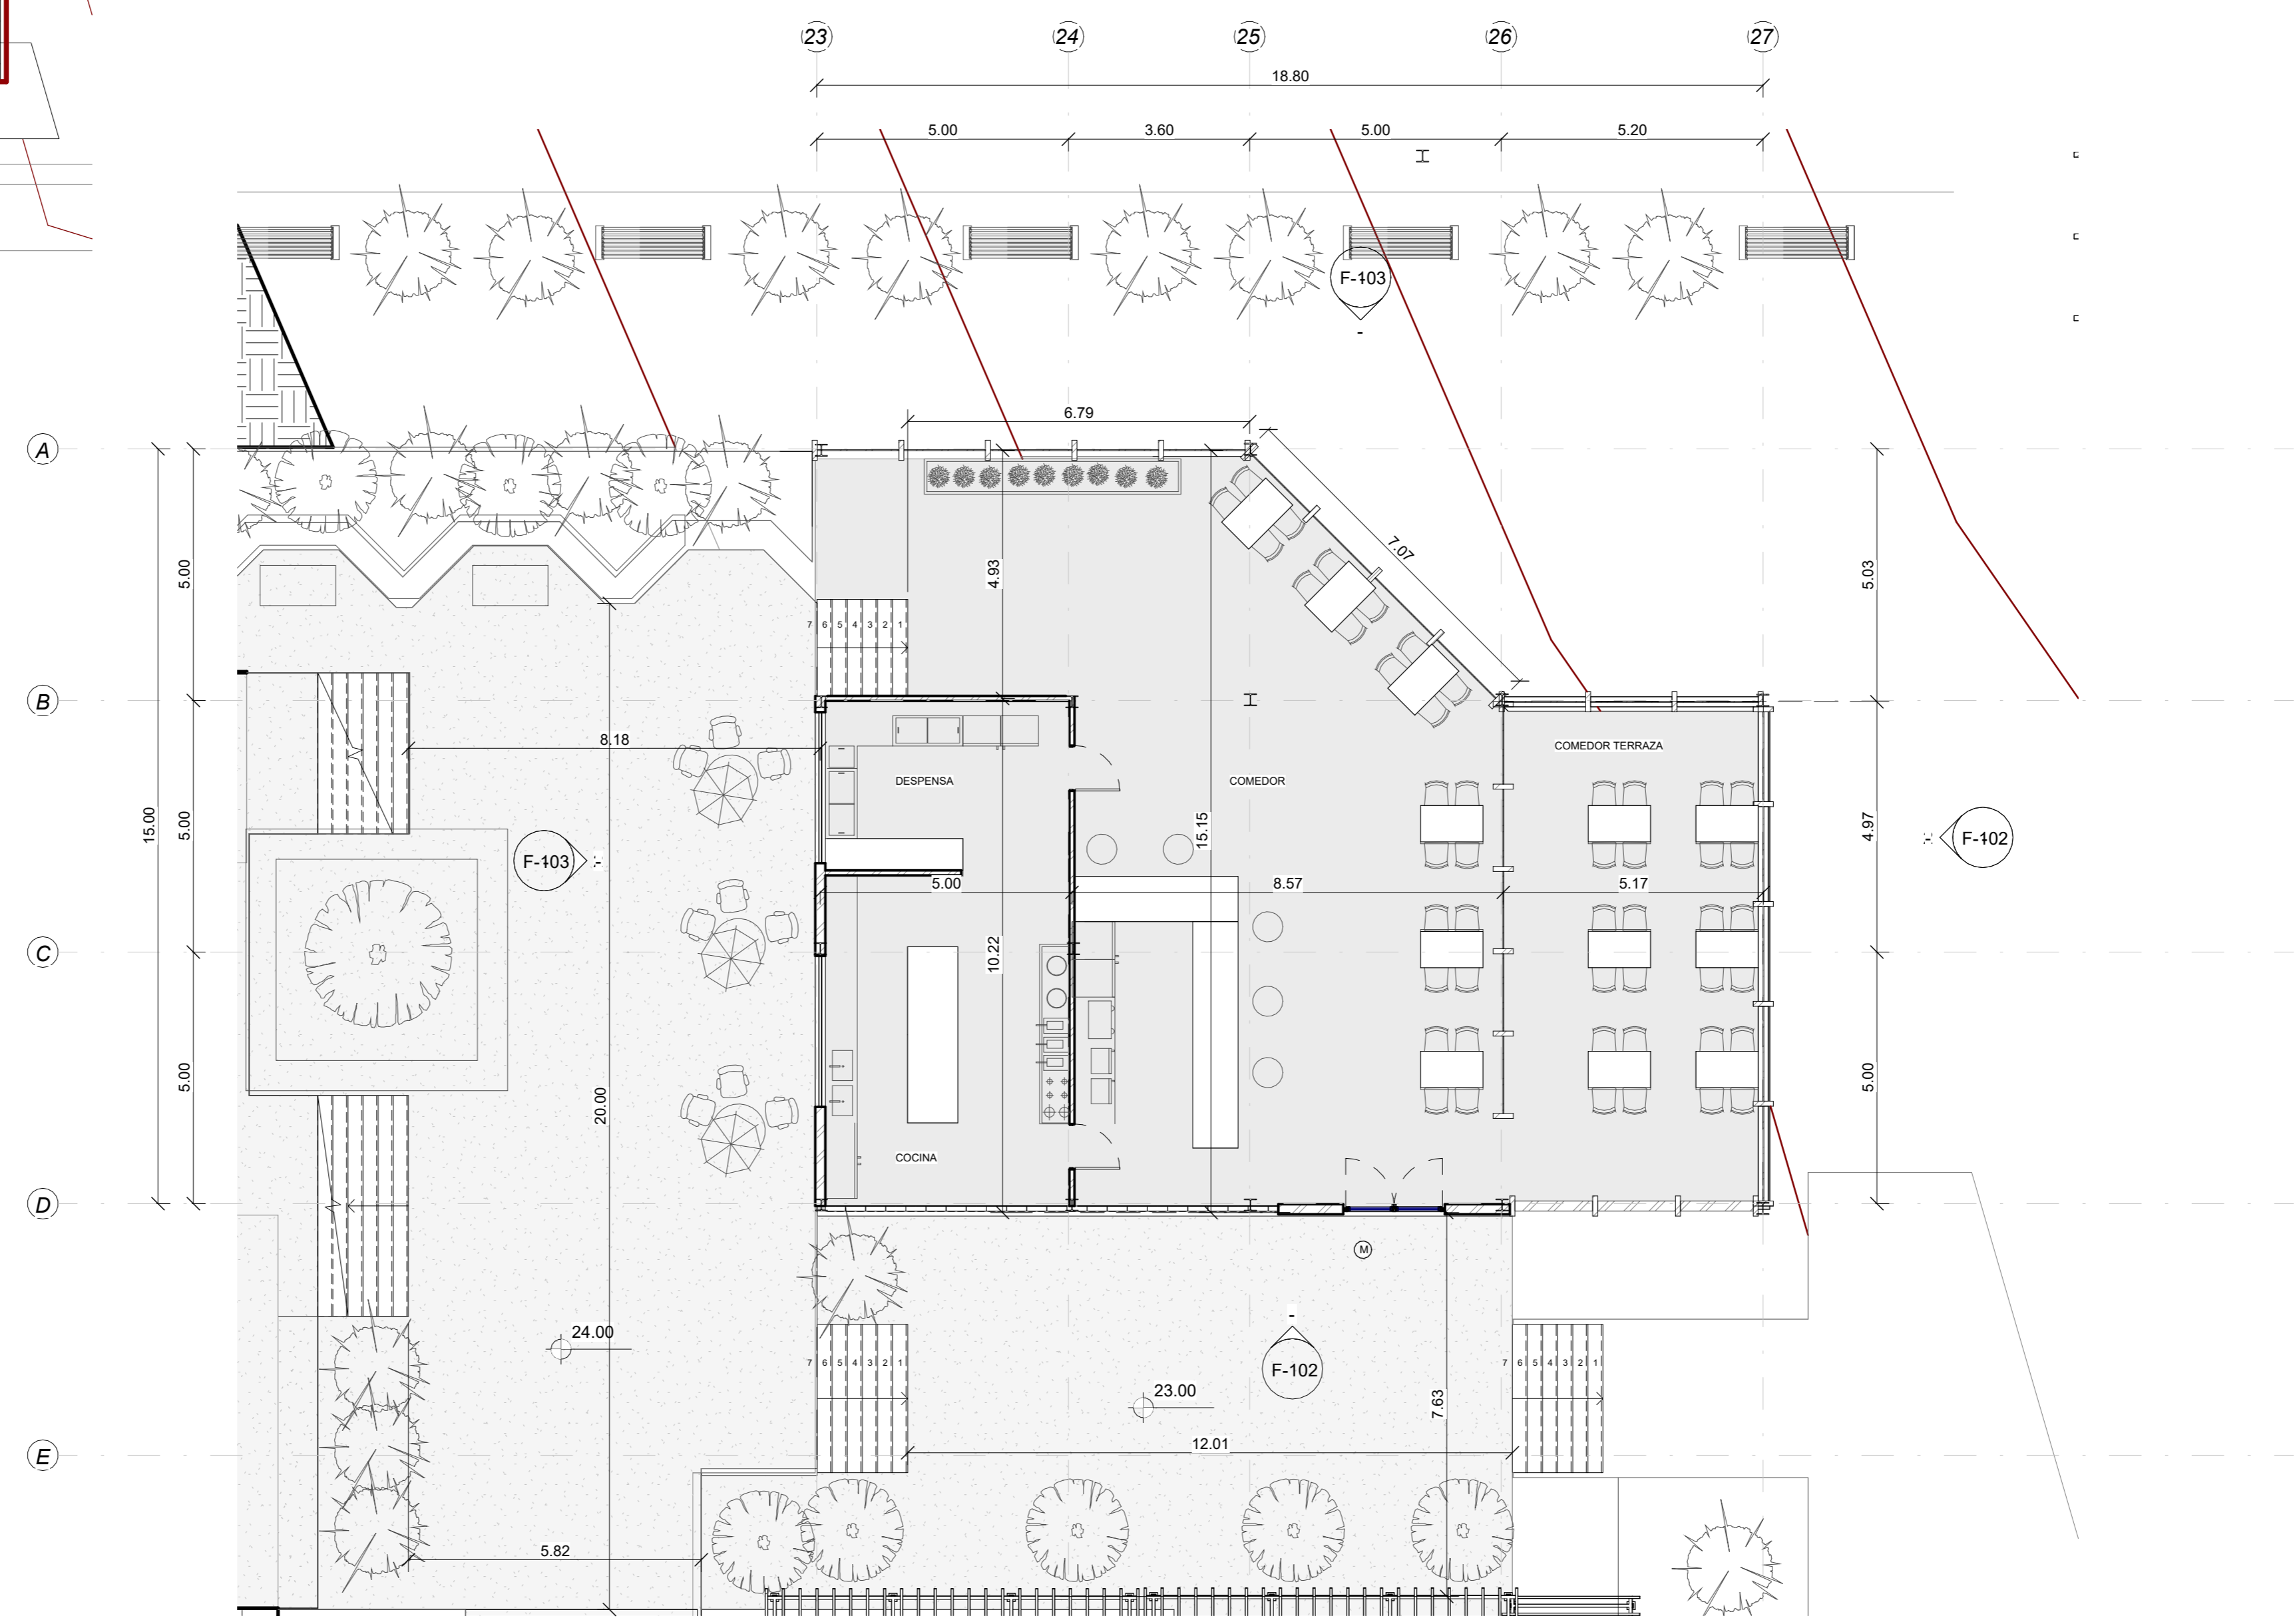 23 24 25 26 27
18.80
5.00 3.60 5.00 5.20
F-103
-
6.79
A
7.07
5.00 4.93 5.03
7 6 5 4 3 2 1
B
8.18
COMEDOR TERRAZA
DESPENSA COMEDOR
15.00 5.00 15.15 4.97
F-103 - F-102
5.00 8.57 5.17
C
10.22
5.00 20.00 5.00
COCINA
D
M
-
24.00
7 6 5 4 3 2 1
F-102
7 6 5 4 3 2 1
23.00
7.63
12.01
E
5.82